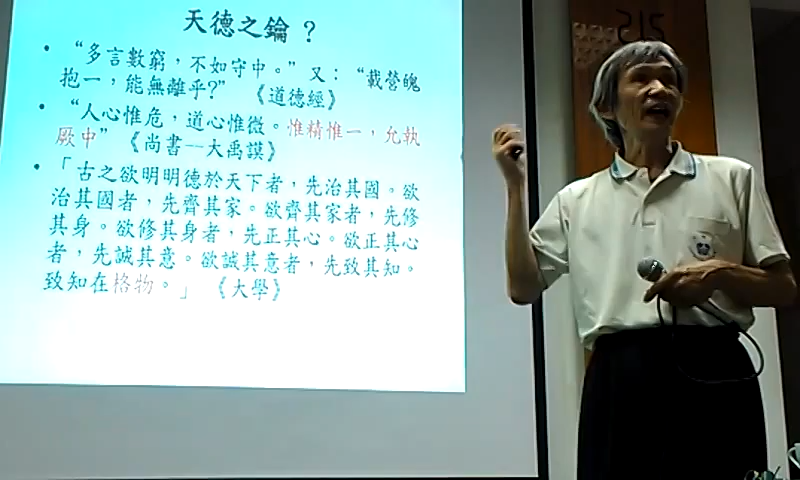 天德之鑰？
• “多言數窮，不如守中。”又：“載營魄
抱一，能無離乎?” 《道德經》
• “人心惟危，道心惟微。惟精惟一，允執
厥中” 《尚書—大禹謨》
• 「古之欲明明德於天下者，先治其國。欲
治其國者，先齊其家。欲齊其家者，先修
其身。欲修其身者，先正其心。欲正其心
者，先誠其意。欲誠其意者，先致其知。
致知在格物。」 《大學》
215